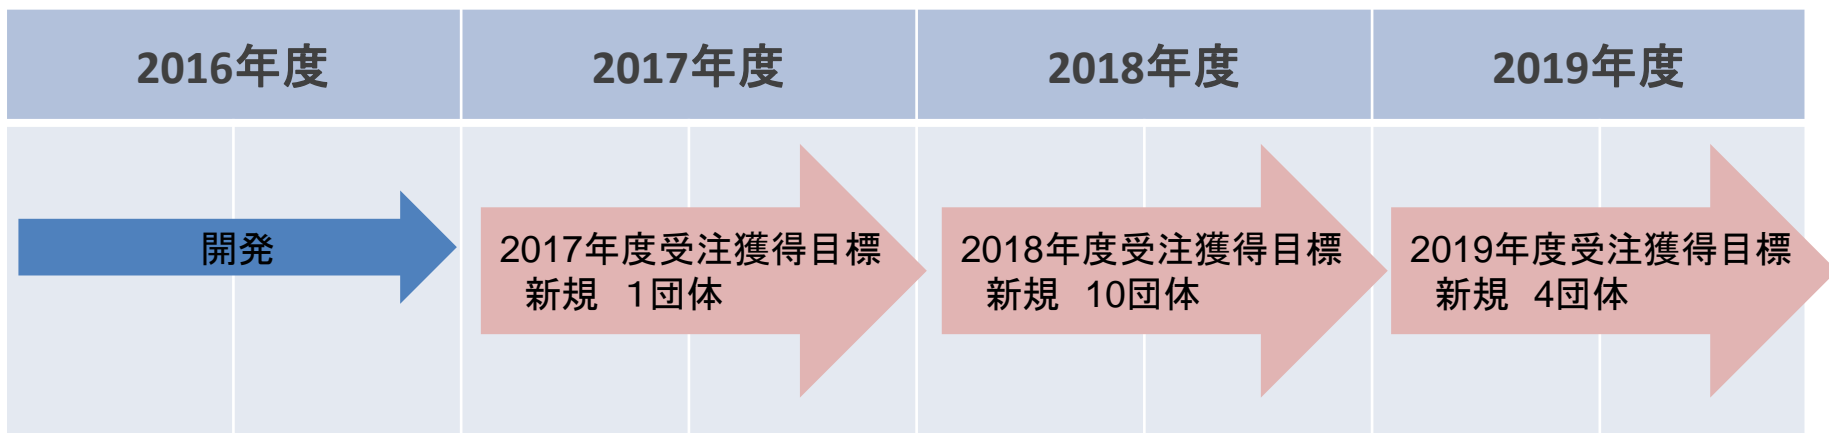 2016年度
2017年度
2018年度
2019年度
開発
2017年度受注獲得目標
新規　1団体
2018年度受注獲得目標
新規　10団体
2019年度受注獲得目標
新規　4団体